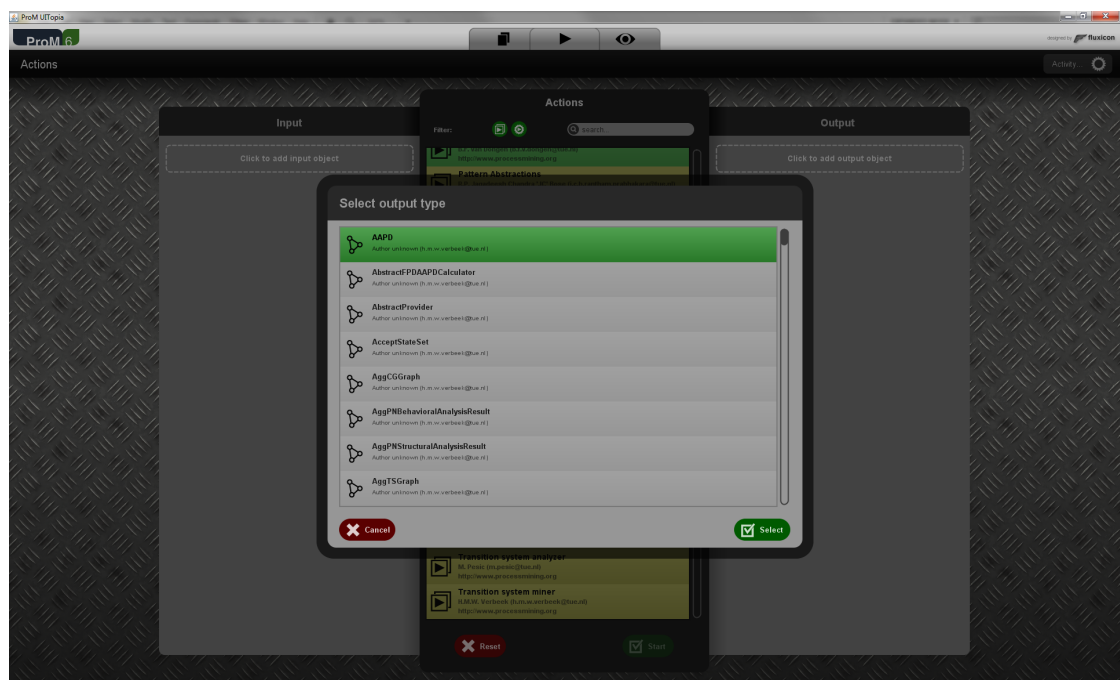 ProM UITopia
ProM 6
designed by fluxicon
Actions
Activity...
Input
Actions
Output
Filter:
search
Click to add input object
Click to add output object
http://www.processmining.org
Pattern Abstractions
Select output type
AAPD
Author unknown (h.m.w.verbeek@tue.nl)
AbstractFPDAAPDCalculator
Author unknown (h.m.w.verbeek@tue.nl)
AbstractProvider
Author unknown (h.m.w.verbeek@tue.nl)
AcceptStateSet
Author unknown (h.m.w.verbeek@tue.nl)
AggCGGraph
Author unknown (h.m.w.verbeek@tue.nl)
AggPNBehavioralAnalysisResult
Author unknown (h.m.w.verbeek@tue.nl)
AggPNStructuralAnalysisResult
Author unknown (h.m.w.verbeek@tue.nl)
AggTSGraph
Author unknown (h.m.w.verbeek@tue.nl)
Cancel
Select
Transition system analyzer
M. Pesic (m.pesic@tue.nl)
http://www.processmining.org
Transition system miner
H.M.W. Verbeek (h.m.w.verbeek@tue.nl)
http://www.processmining.org
Reset
Start